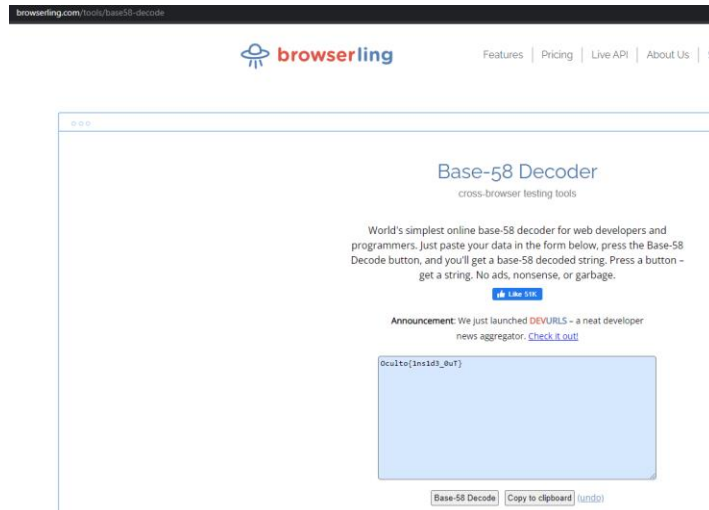 browserling.com/tools/base58-decode
browserling
Features | Pricing | Live API | About Us |
Base-58 Decoder
cross-browser testing tools
World's simplest online base-58 decoder for web developers and
programmers. Just paste your data in the form below, press the Base-58
Decode button, and you'll get a base-58 decoded string. Press a button –
get a string. No ads, nonsense, or garbage.
Like 51K
Announcement: We just launched DEVURLS – a neat developer
news aggregator. Check it out!
Oculto{1ns1d3_0uT}
Base-58 Decode Copy to clipboard (undo)